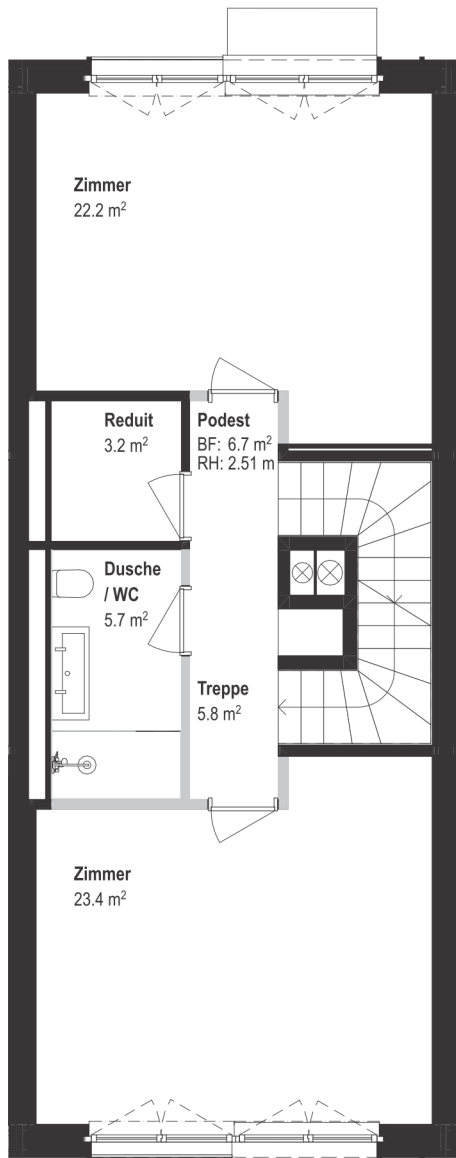 Zimmer
22.2 m²
Reduit
3.2 m²
Podest
BF: 6.7 m²
RH: 2.51 m
Dusche
/ WC
5.7 m²
Treppe
5.8 m²
Zimmer
23.4 m²